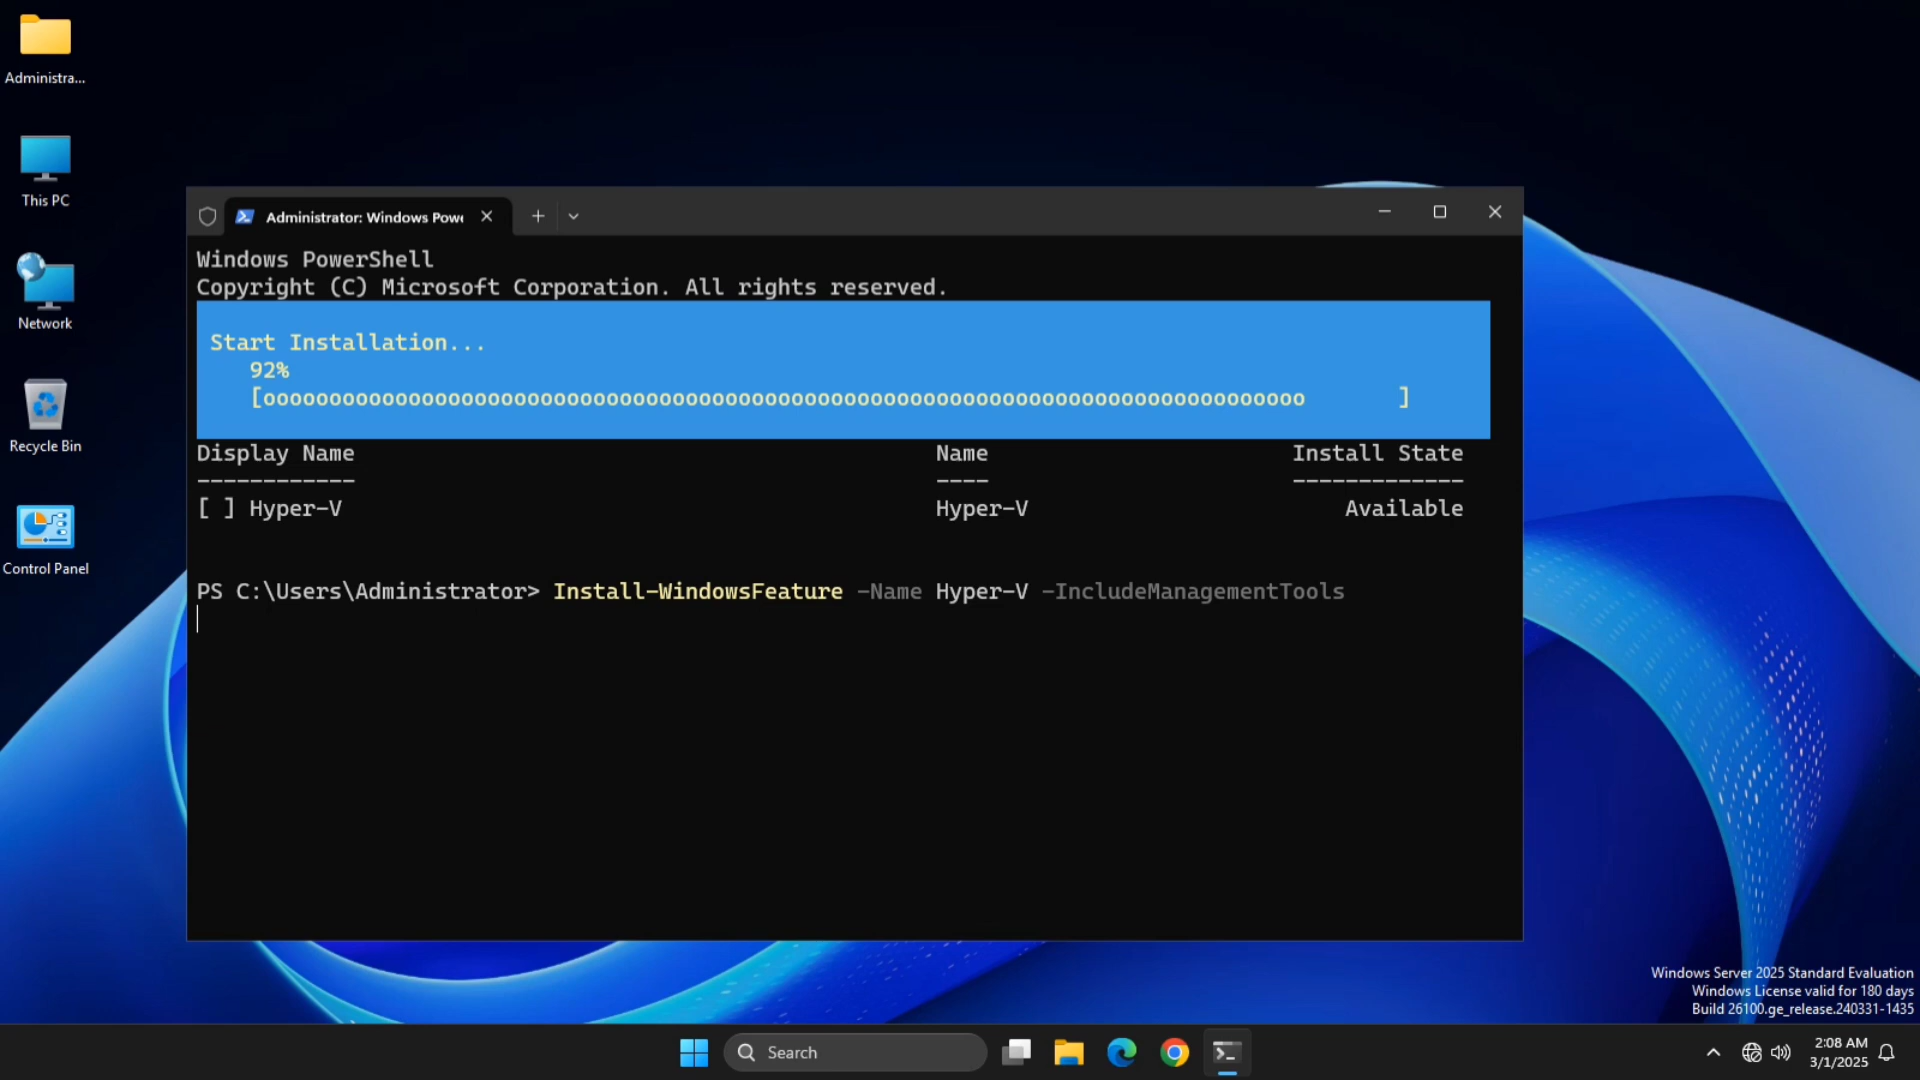 Administra...
This PC
Network
Recycle Bin
Control Panel
Administrator: Windows Powe
Windows PowerShell
Copyright (C) Microsoft Corporation. All rights reserved.
Start Installation...
92%
[oooooooooooooooooooooooooooooooooooooooooooooooooooooooooooooooooooooooooooooooo       ]
Display Name Name Install State
------------ ---- -------------
[ ] Hyper-V Hyper-V Available
PS C:\Users\Administrator> Install-WindowsFeature -Name Hyper-V -IncludeManagementTools
Windows Server 2025 Standard Evaluation
Windows License valid for 180 days
Build 26100.ge_release.240331-1435
Search
2:08 AM
3/1/2025